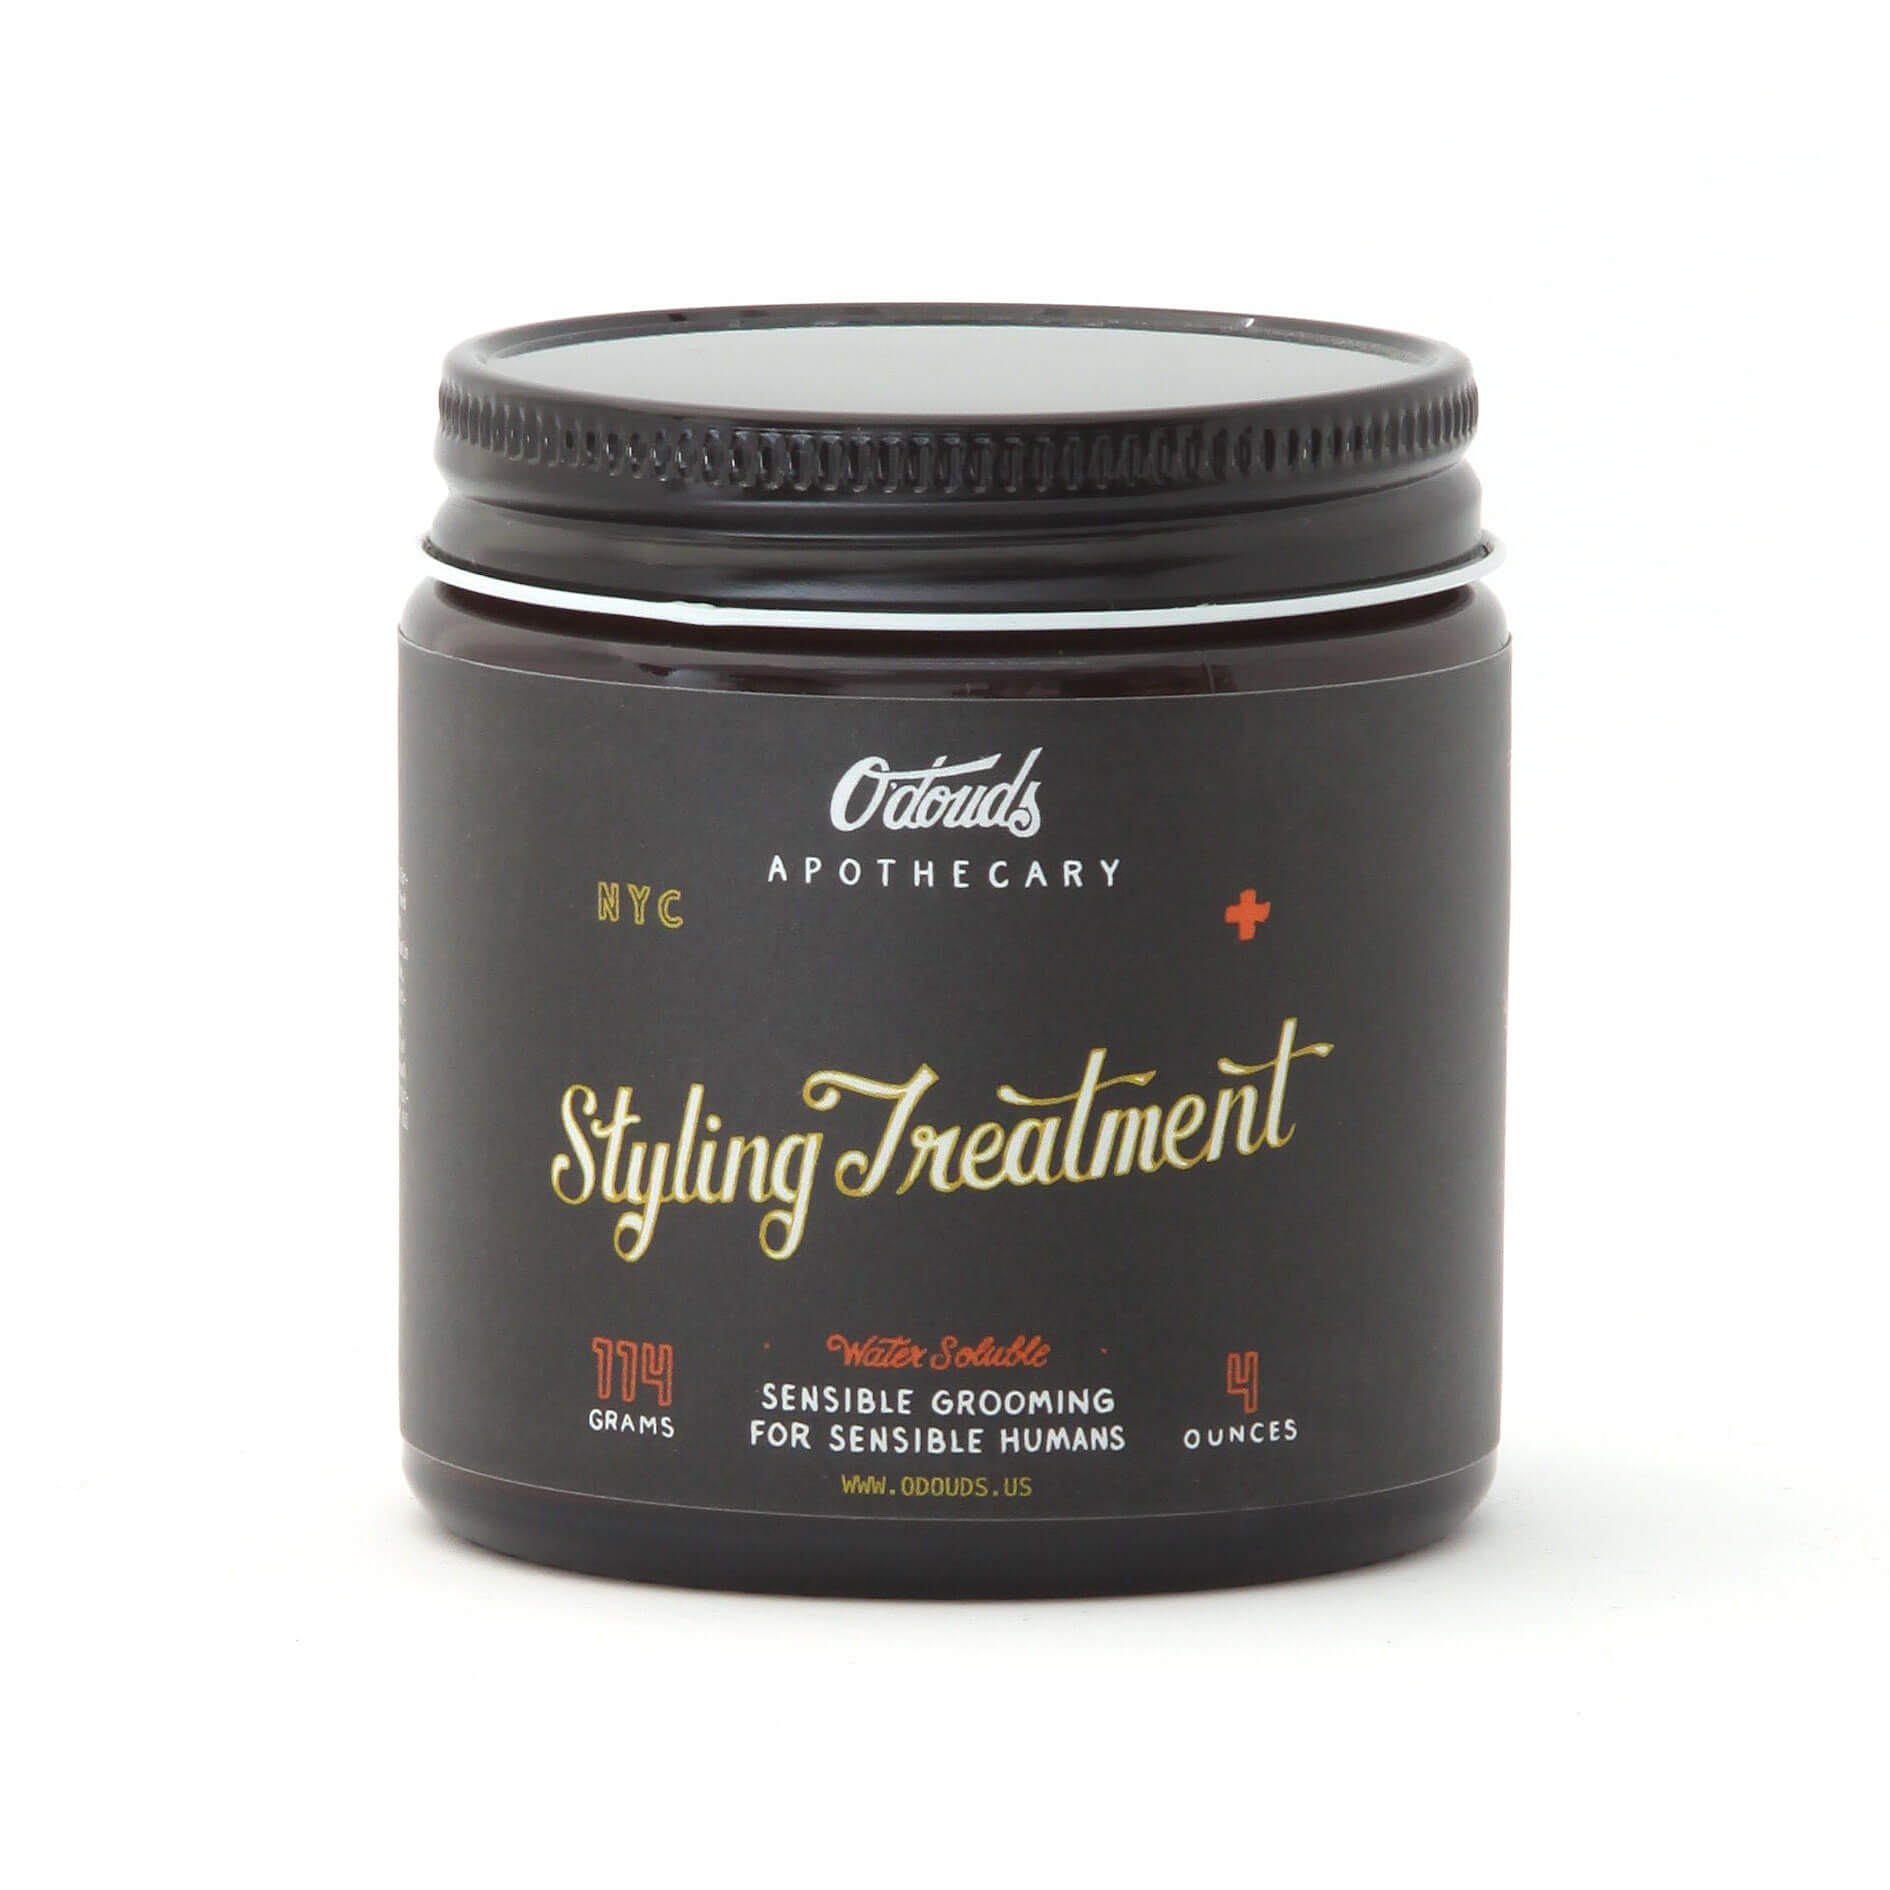 O'douds
APOTHECARY
NYC
Styling Treatment
114
GRAMS
Water Soluble
SENSIBLE GROOMING
FOR SENSIBLE HUMANS
WWW.ODOUDS.US
4
OUNCES